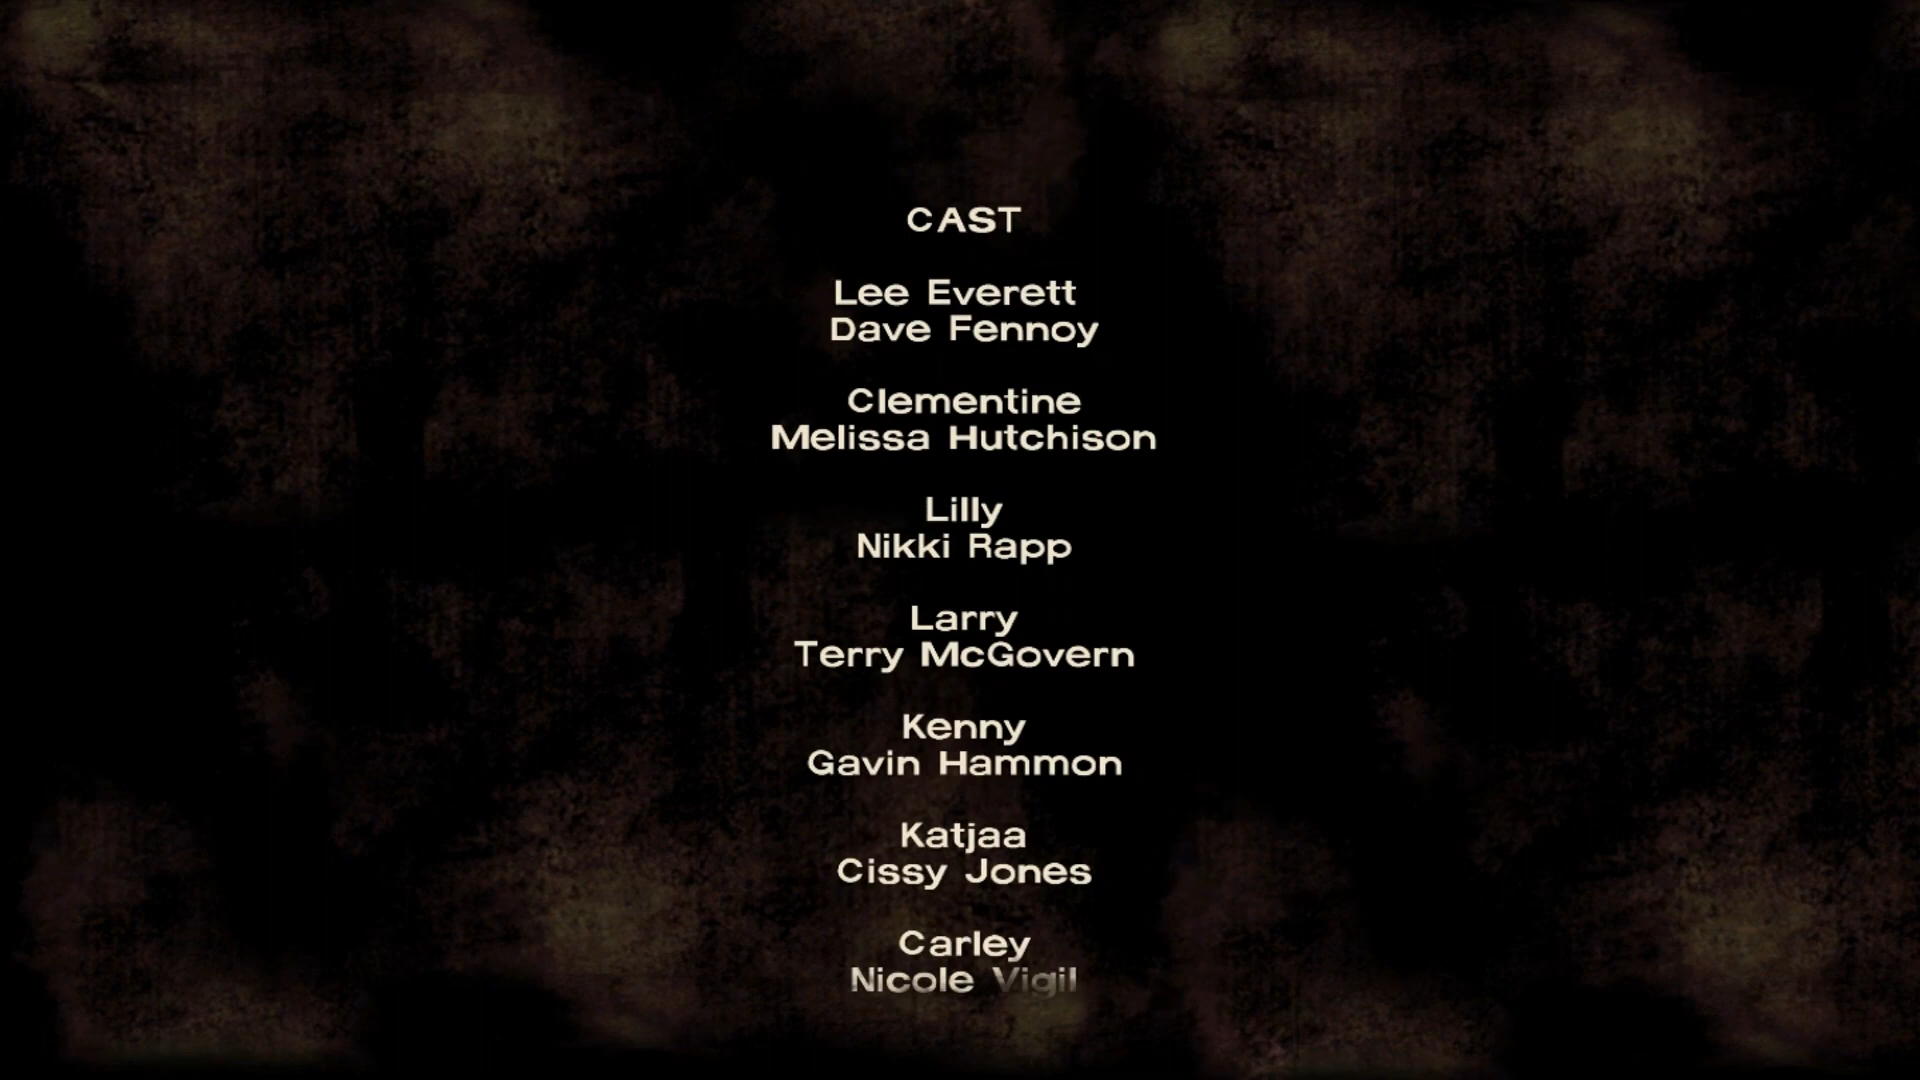 CAST
Lee Everett
Dave Fennoy
Clementine
Melissa Hutchison
Lilly
Nikki Rapp
Larry
Terry McGovern
Kenny
Gavin Hammon
Katjaa
Cissy Jones
Carley
Nicole Vigil